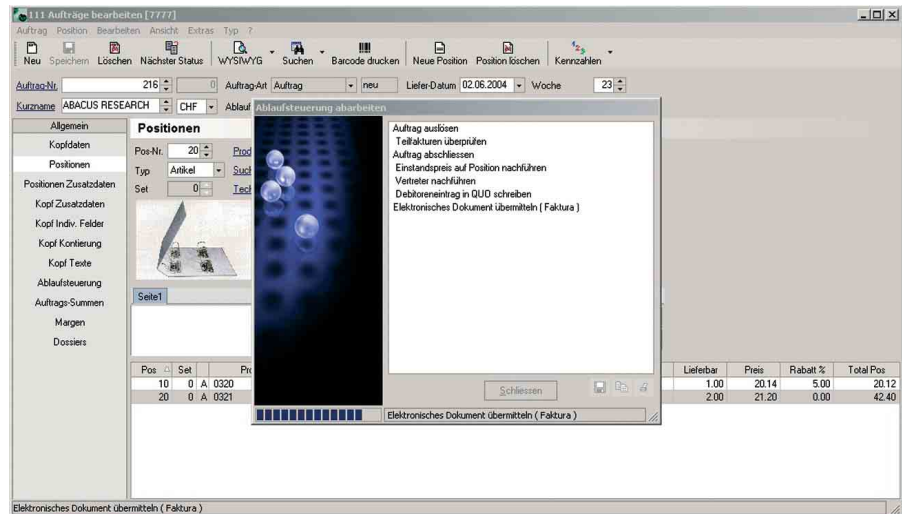 111 Aufträge bearbeiten [7777]
Auftrag Position Bearbeiten Ansicht Extras Typ ?
Neu Speichern Löschen Nächster Status WYSIWYG Suchen Barcode drucken Neue Position Position löschen Kennzahlen
Auftrag-Nr. 216 0 Auftrag-Art Auftrag neu Liefer-Datum 02.06.2004 Woche 23
Kurzname ABACUS RESEARCH CHF Ablauf
Ablaufsteuerung abarbeiten
Allgemein
Kopfdaten
Positionen
Positionen Zusatzdaten
Kopf Zusatzdaten
Kopf Indiv. Felder
Kopf Kontierung
Kopf Texte
Ablaufsteuerung
Auftrags-Summen
Margen
Dossiers
Positionen
Pos-Nr. 20 Prod
Typ Artikel Such
Set 0 Tech
Seite1
Auftrag auslösen
Teilfakturen überprüfen
Auftrag abschliessen
Einstandspreis auf Position nachführen
Vertreter nachführen
Debitoreneintrag in QUO schreiben
Elektronisches Dokument übermitteln ( Faktura )
Schliessen
Elektronisches Dokument übermitteln ( Faktura )
Pos Set Pro Lieferbar Preis Rabatt % Total Pos
10 0 A 0320 1.00 20.14 5.00 20.12
20 0 A 0321 2.00 21.20 0.00 42.40
Elektronisches Dokument übermitteln ( Faktura )